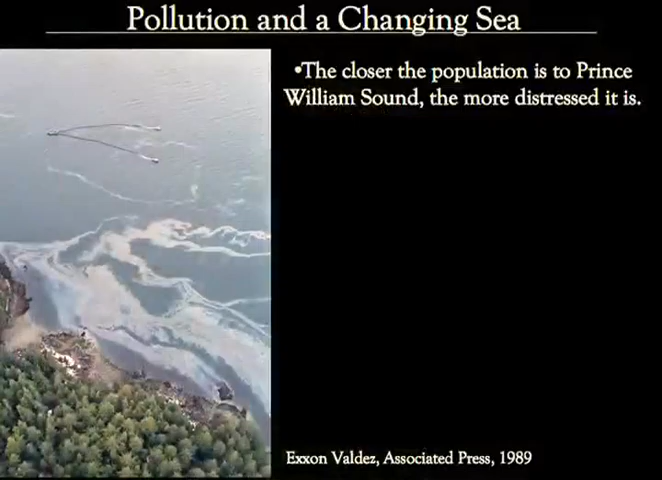 Pollution and a Changing Sea
•The closer the population is to Prince
William Sound, the more distressed it is.
Exxon Valdez, Associated Press, 1989